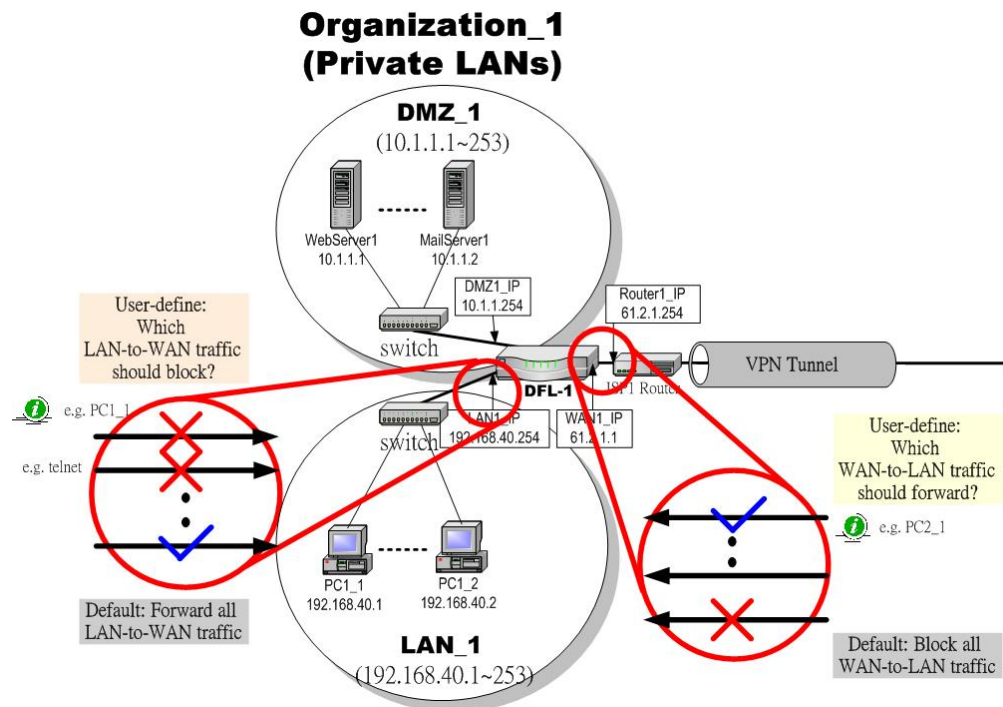 Organization_1
(Private LANs)
DMZ_1
(10.1.1.1~253)
WebServer1
10.1.1.1
MailServer1
10.1.1.2
DMZ1_IP
10.1.1.254
Router1_IP
61.2.1.254
User-define:
Which
LAN-to-WAN traffic
should block?
switch
DFL-1
ISP1 Router
VPN Tunnel
i
e.g. PC1_1
e.g. telnet
switch
LAN1_IP
192.168.40.254
WAN1_IP
61.2.1.1
User-define:
Which
WAN-to-LAN traffic
should forward?
i
e.g. PC2_1
PC1_1
192.168.40.1
PC1_2
192.168.40.2
Default: Forward all
LAN-to-WAN traffic
Default: Block all
WAN-to-LAN traffic
LAN_1
(192.168.40.1~253)